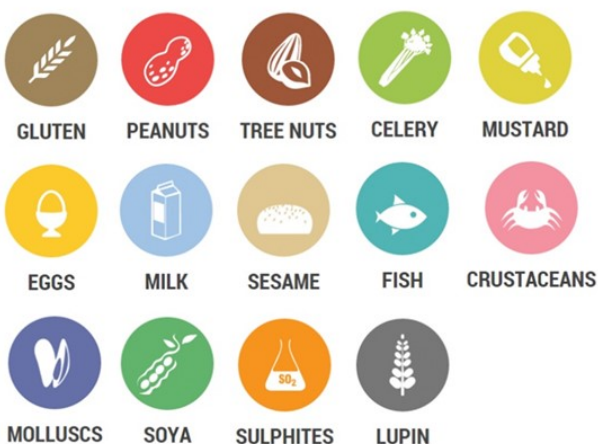 GLUTEN PEANUTS TREE NUTS CELERY MUSTARD
EGGS MILK SESAME FISH CRUSTACEANS
SO2
MOLLUSCS SOYA SULPHITES LUPIN